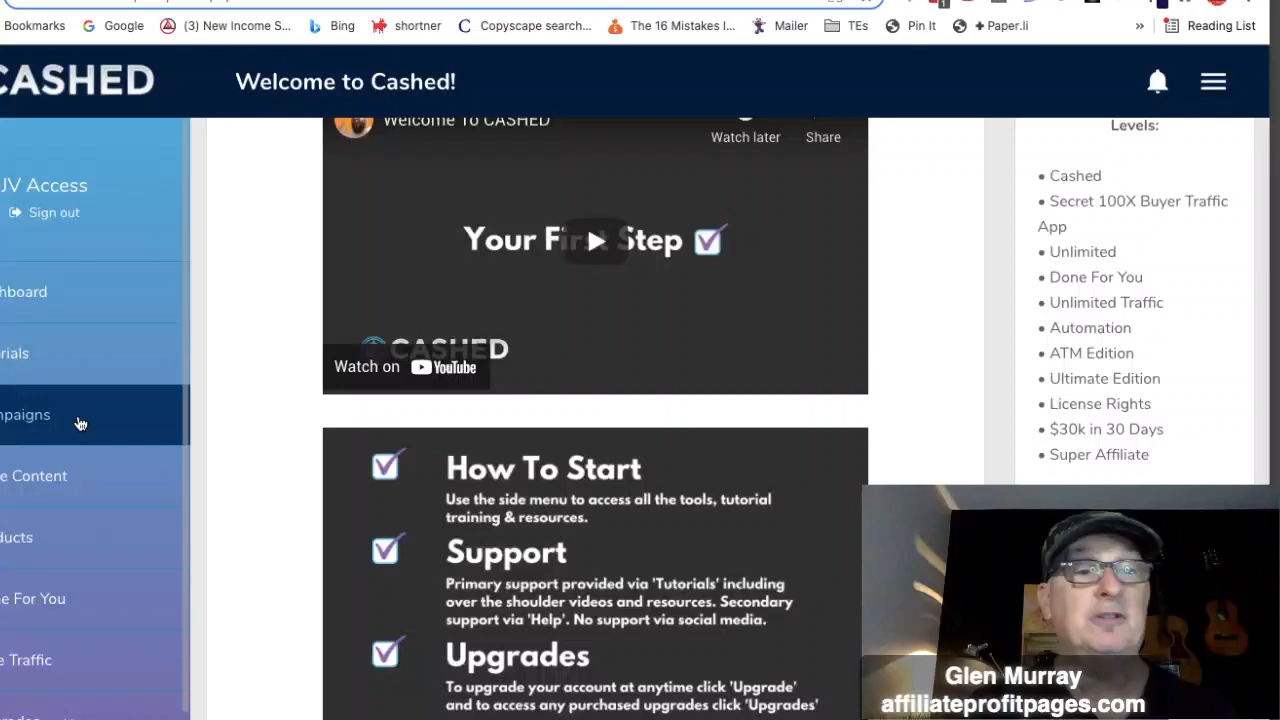 Bookmarks
Google
(3) New Income S...
Bing
shortner
Copyscape search...
The 16 Mistakes I...
Mailer
TEs
Pin It
+ Paper.li
»
Reading List
CASHED
Welcome to Cashed!
JV Access
Sign out
hboard
rials
npaigns
e Content
ducts
e For You
e Traffic
Welcome To CASHED
Watch later
Share
Your First Step
CASHED
Watch on YouTube
How To Start
Use the side menu to access all the tools, tutorial
training & resources.
Support
Primary support provided via 'Tutorials' including
over the shoulder videos and resources. Secondary
support via 'Help'. No support via social media.
Upgrades
To upgrade your account at anytime click 'Upgrade'
and to access any purchased upgrades click 'Upgrades'
Levels:
• Cashed
• Secret 100X Buyer Traffic
App
• Unlimited
• Done For You
• Unlimited Traffic
• Automation
• ATM Edition
• Ultimate Edition
• License Rights
• $30k in 30 Days
• Super Affiliate
Glen Murray
affiliateprofitpages.com